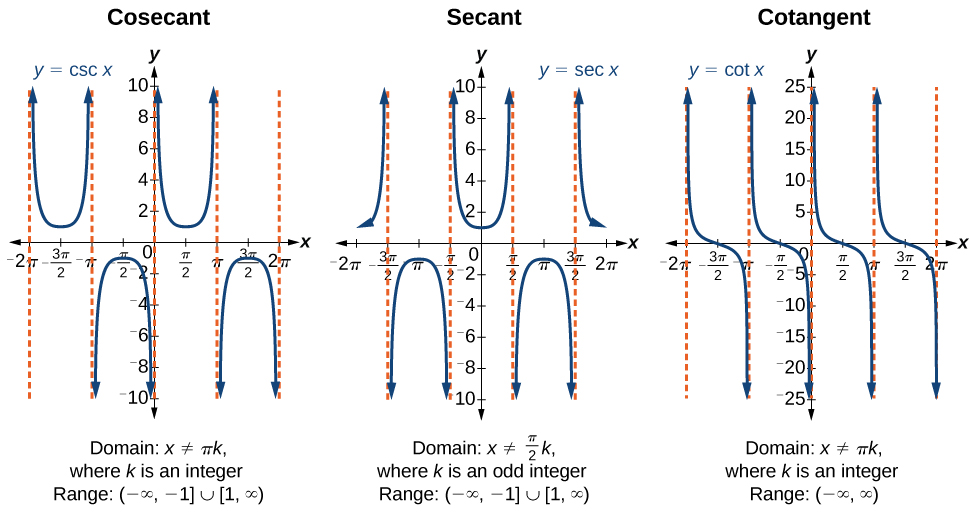 Cosecant
y
y = csc x
10
8
6
4
2
0
x
−2π −3π/2 −π −π/2 π/2 π 3π/2 2π
−2
−4
−6
−8
−10
Domain: x ≠ πk,
where k is an integer
Range: (−∞, −1] ∪ [1, ∞)
Secant
y
y = sec x
10
8
6
4
2
0
x
−2π −3π/2 −π −π/2 π/2 π 3π/2 2π
−2
−4
−6
−8
−10
Domain: x ≠ π/2 k,
where k is an odd integer
Range: (−∞, −1] ∪ [1, ∞)
Cotangent
y
y = cot x
25
20
15
10
5
0
x
−2π −3π/2 −π −π/2 π/2 π 3π/2 2π
−5
−10
−15
−20
−25
Domain: x ≠ πk,
where k is an integer
Range: (−∞, ∞)